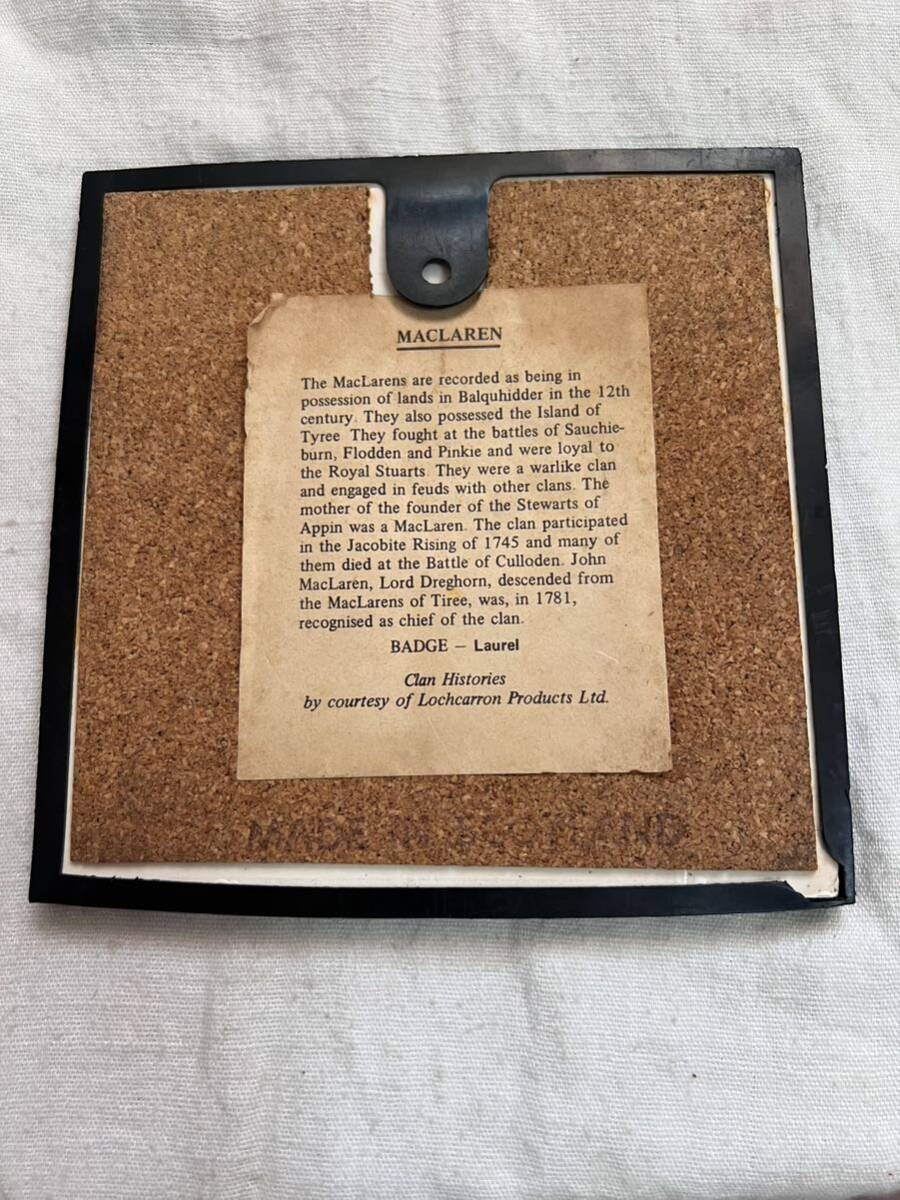 MACLAREN
The MacLarens are recorded as being in
possession of lands in Balquhidder in the 12th
century. They also possessed the Island of
Tyree They fought at the battles of Sauchie-
burn, Flodden and Pinkie and were loyal to
the Royal Stuarts. They were a warlike clan
and engaged in feuds with other clans. The
mother of the founder of the Stewarts of
Appin was a MacLaren. The clan participated
in the Jacobite Rising of 1745 and many of
them died at the Battle of Culloden. John
MacLaren, Lord Dreghorn, descended from
the MacLarens of Tiree, was, in 1781,
recognised as chief of the clan.
BADGE – Laurel
Clan Histories
by courtesy of Lochcarron Products Ltd.
MADE IN SCOTLAND